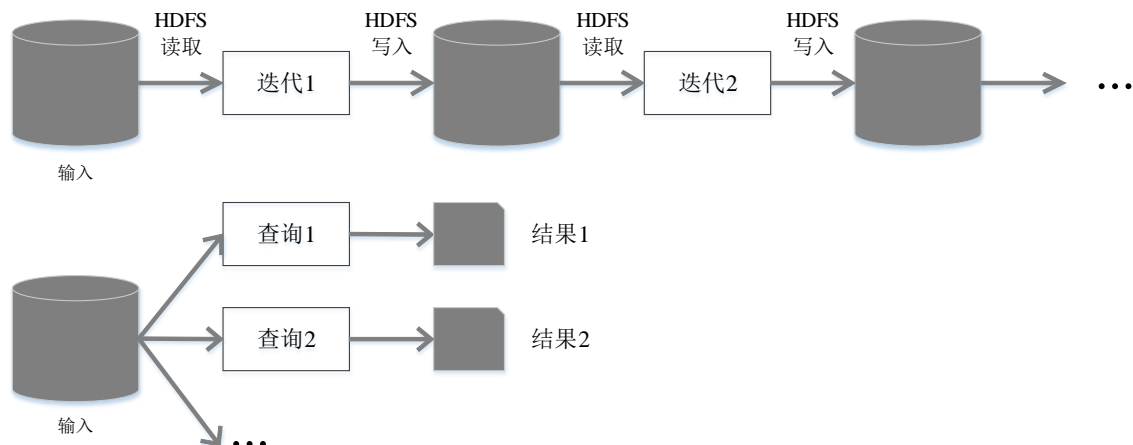 HDFS
读取
HDFS
写入
HDFS
读取
HDFS
写入
迭代1
迭代2
...
输入
查询1
结果1
查询2
结果2
输入
...